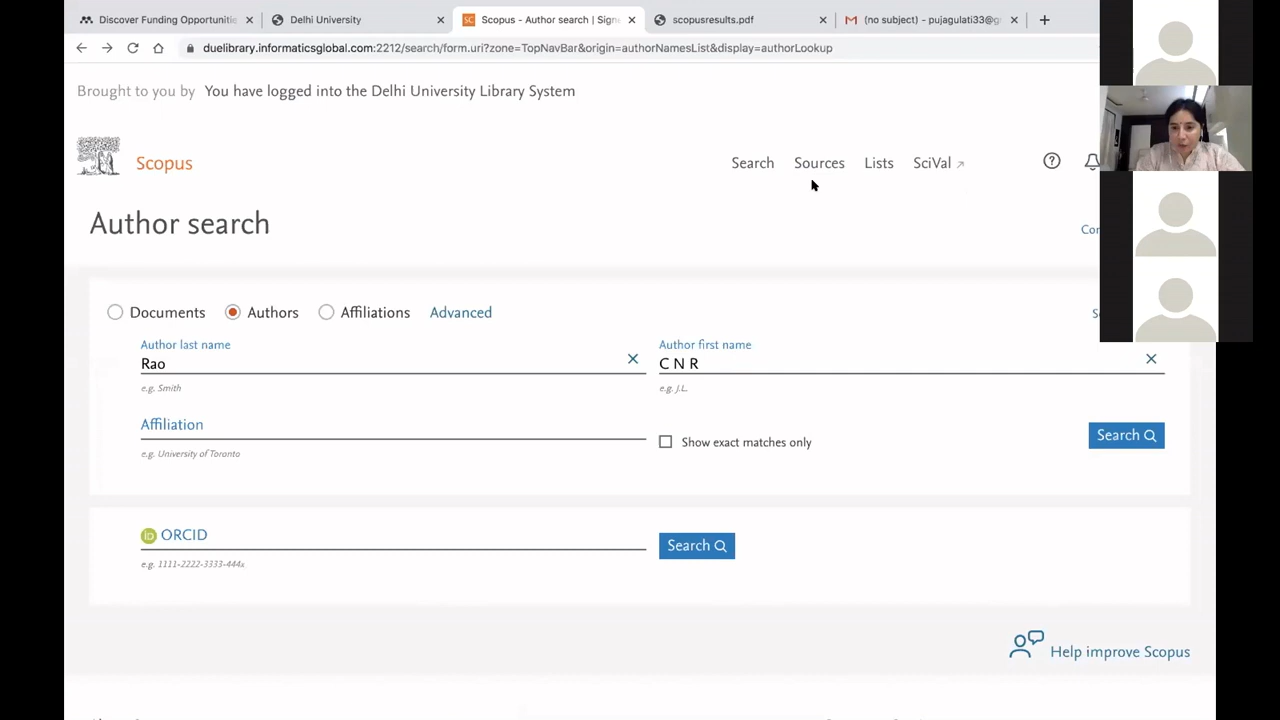 Discover Funding Opportunitie
Delhi University
Scopus - Author search | Sign
scopusresults.pdf
(no subject) - pujagulati33@g
duelibrary.informaticsglobal.com:2212/search/form.uri?zone=TopNavBar&origin=authorNamesList&display=authorLookup
Brought to you by You have logged into the Delhi University Library System
Scopus
Search Sources Lists SciVal
Author search
Documents Authors Affiliations Advanced
Author last name
Rao
e.g. Smith
Author first name
C N R
e.g. J.L.
Affiliation
e.g. University of Toronto
Show exact matches only
Search
iD ORCID
e.g. 1111-2222-3333-444x
Search
Help improve Scopus